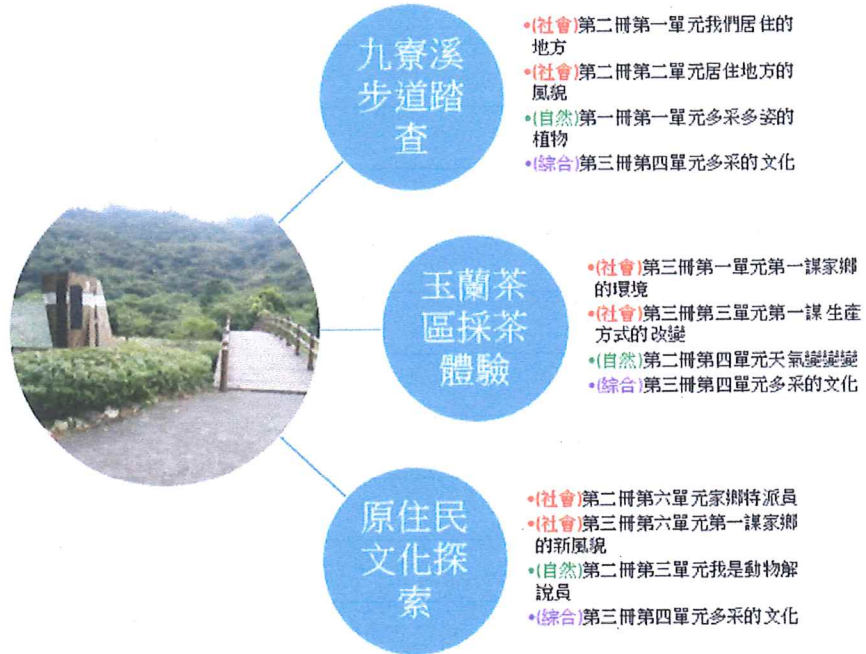 九寮溪
步道踏
查
•(社會)第二冊第一單元我們居住的
地方
•(社會)第二冊第二單元居住地方的
風貌
•(自然)第一冊第一單元多采多姿的
植物
•(綜合)第三冊第四單元多采的文化
玉蘭茶
區採茶
體驗
•(社會)第三冊第一單元第一課家鄉
的環境
•(社會)第三冊第三單元第一課 生產
方式的改變
•(自然)第二冊第四單元天氣變變變
•(綜合)第三冊第四單元多采的文化
原住民
文化探
索
•(社會)第二冊第六單元家鄉特派員
•(社會)第三冊第六單元第一課家鄉
的新風貌
•(自然)第二冊第三單元我是動物解
說員
•(綜合)第三冊第四單元多采的文化